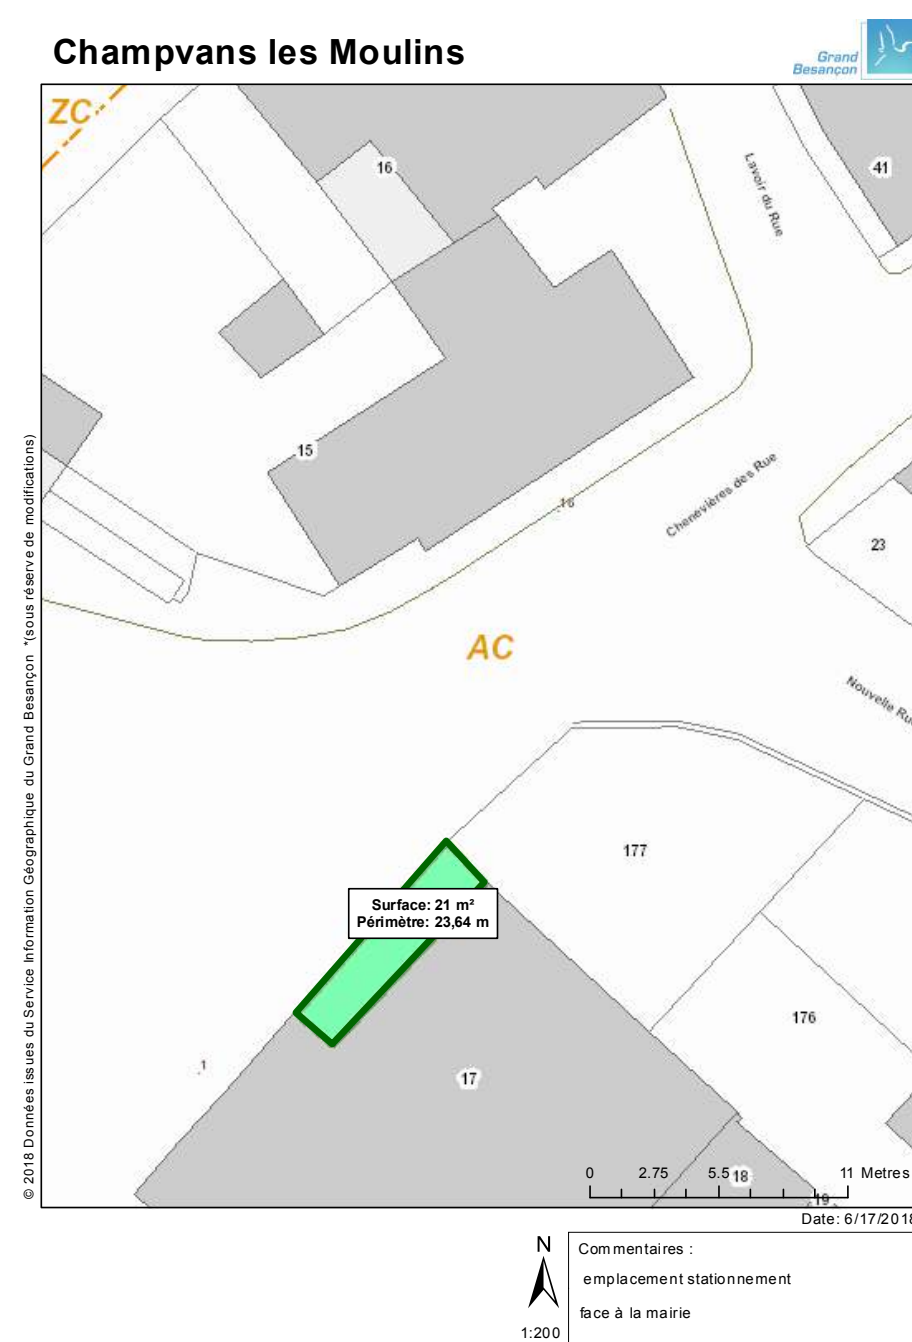 Champvans les Moulins
Grand
Besançon
ZC
16
41
Lavoir du Rue
15
16
Chenevières des Rue
23
AC
Nouvelle Ru
177
Surface: 21 m²
Périmètre: 23,64 m
176
1
17
18
19
0 2.75 5.5 11 Metres
© 2018 Données issues du Service Information Géographique du Grand Besançon *(sous réserve de modifications)
Date: 6/17/2018
N
1:200
Commentaires :
emplacement stationnement
face à la mairie